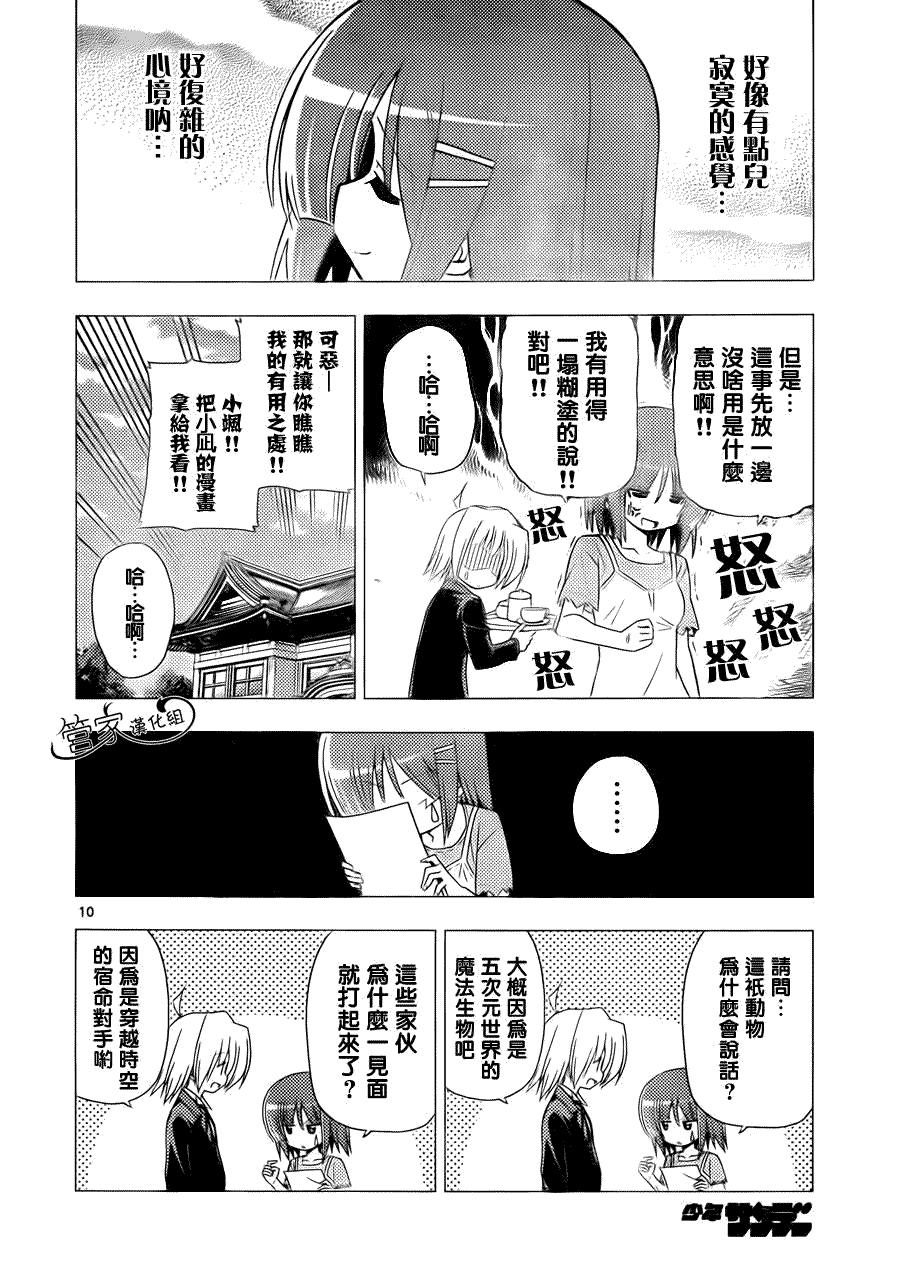 好像有點兒
寂寞的感覺…
好復雜的
心境吶…
但是…
這事先放一邊
沒啥用是什麼
意思啊!!
我有用得
一塌糊塗的說!!
對吧!!
…哈…哈啊
怒
怒
怒
怒
怒
可惡—
那就讓你瞧瞧
我的有用之處!!
小颯!!
把小凪的漫畫
拿給我看!!
哈…哈啊
管家漢化組
……
10
請問…
這祇動物
為什麼會說話?
大概因為是
五次元世界的
魔法生物吧
這些家伙
為什麼一見面
就打起來了?
因為是穿越時空
的宿命對手喲
少年サンデー